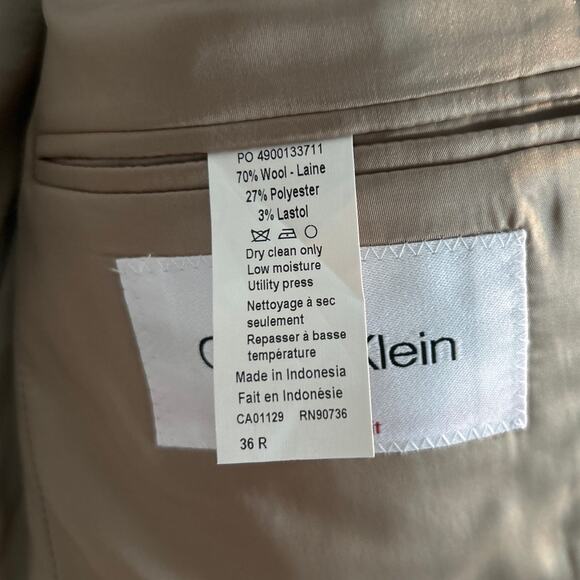 PO 4900133711
70% Wool - Laine
27% Polyester
3% Lastol
Dry clean only
Low moisture
Utility press
Nettoyage à sec
seulement
Repasser à basse
température
Made in Indonesia
Fait en Indonésie
CA01129 RN90736
36 R
Klein